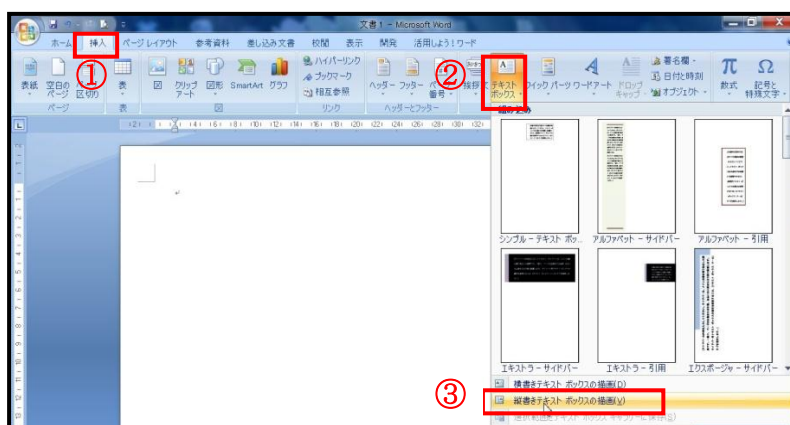 文書 1 - Microsoft Word
ホーム 挿入 ページ レイアウト 参考資料 差し込み文書 校閲 表示 開発 活用しよう！ワード
① ②
表紙 空白のページ ページ区切り
表
図 クリップアート 図形 SmartArt グラフ
ハイパーリンク
ブックマーク
相互参照
ヘッダー フッター ページ番号
テキストボックス クイック パーツ ワードアート ドロップキャップ
署名欄
日付と時刻
オブジェクト
数式 記号と特殊文字
ページ 表 図 リンク ヘッダーとフッター
シンプル - テキスト ボッ... アルファベット - サイドバー アルファベット - 引用
エキストラ - サイドバー エキストラ - 引用 エクスポージャ - サイドバー
横書きテキスト ボックスの描画(D)
③ 縦書きテキスト ボックスの描画(V)